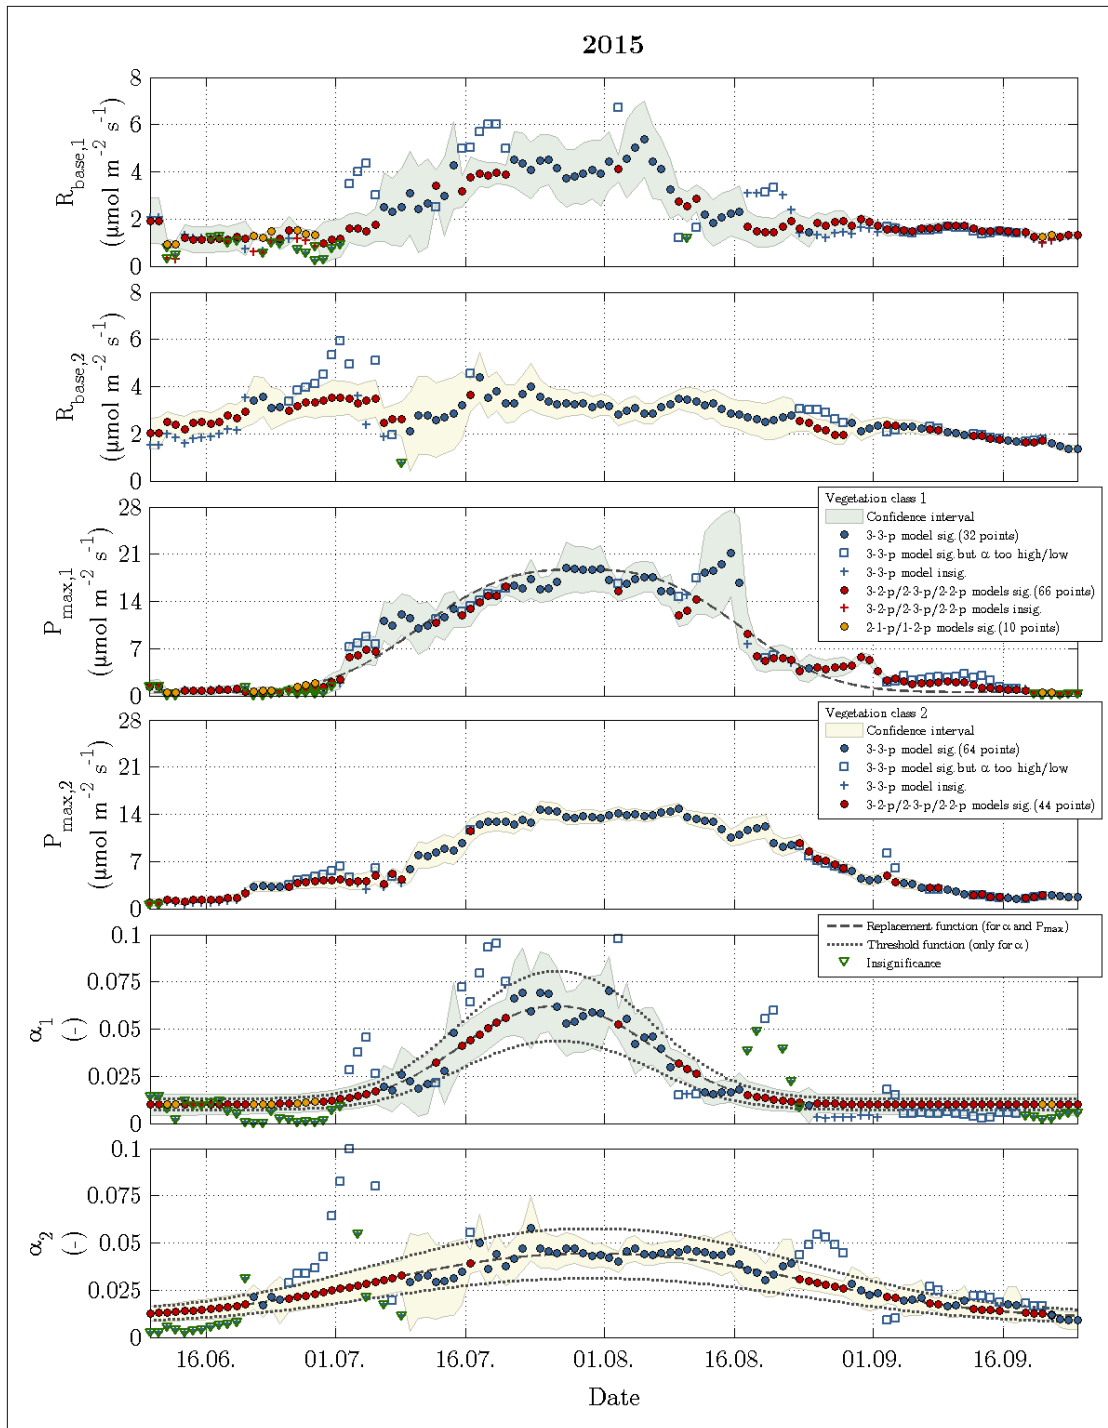 2015
8
6
4
2
0
R_base,1
(µmol m^-2 s^-1)
8
6
4
2
0
R_base,2
(µmol m^-2 s^-1)
28
21
14
7
0
P_max,1
(µmol m^-2 s^-1)
Vegetation class 1
Confidence interval
3-3-p model sig. (32 points)
3-3-p model sig. but α too high/low
3-3-p model insig.
3-2-p/2-3-p/2-2-p models sig. (66 points)
3-2-p/2-3-p/2-2-p models insig.
2-1-p/1-2-p models sig. (10 points)
28
21
14
7
0
P_max,2
(µmol m^-2 s^-1)
Vegetation class 2
Confidence interval
3-3-p model sig. (64 points)
3-3-p model sig. but α too high/low
3-3-p model insig.
3-2-p/2-3-p/2-2-p models sig. (44 points)
0.1
0.075
0.05
0.025
0
α_1
(-)
Replacement function (for α and P_max)
Threshold function (only for α)
Insignificance
0.1
0.075
0.05
0.025
0
α_2
(-)
16.06. 01.07. 16.07. 01.08. 16.08. 01.09. 16.09.
Date